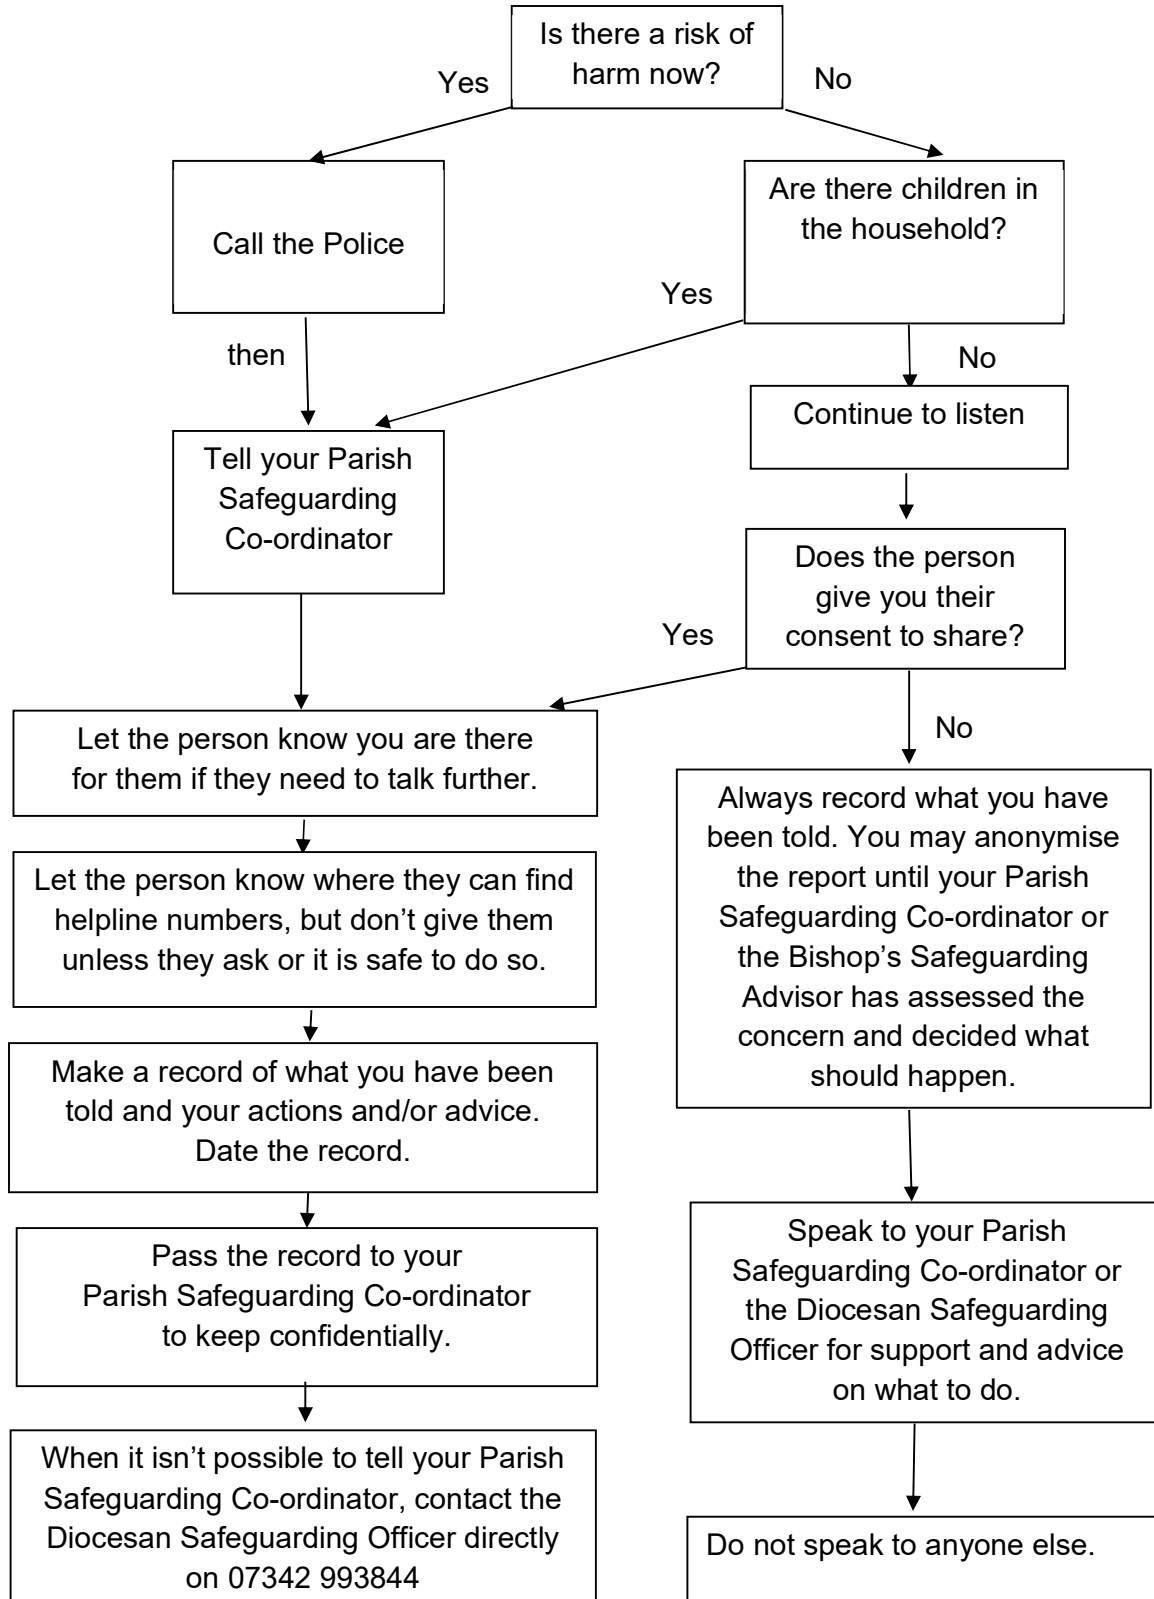 Is there a risk of
harm now?
Yes
No
Call the Police
Are there children in
the household?
Yes
then
No
Continue to listen
Tell your Parish
Safeguarding
Co-ordinator
Does the person
give you their
consent to share?
Yes
No
Let the person know you are there
for them if they need to talk further.
Always record what you have
been told. You may anonymise
the report until your Parish
Safeguarding Co-ordinator or
the Bishop’s Safeguarding
Advisor has assessed the
concern and decided what
should happen.
Let the person know where they can find
helpline numbers, but don’t give them
unless they ask or it is safe to do so.
Make a record of what you have been
told and your actions and/or advice.
Date the record.
Pass the record to your
Parish Safeguarding Co-ordinator
to keep confidentially.
Speak to your Parish
Safeguarding Co-ordinator or
the Diocesan Safeguarding
Officer for support and advice
on what to do.
When it isn’t possible to tell your Parish
Safeguarding Co-ordinator, contact the
Diocesan Safeguarding Officer directly
on 07342 993844
Do not speak to anyone else.